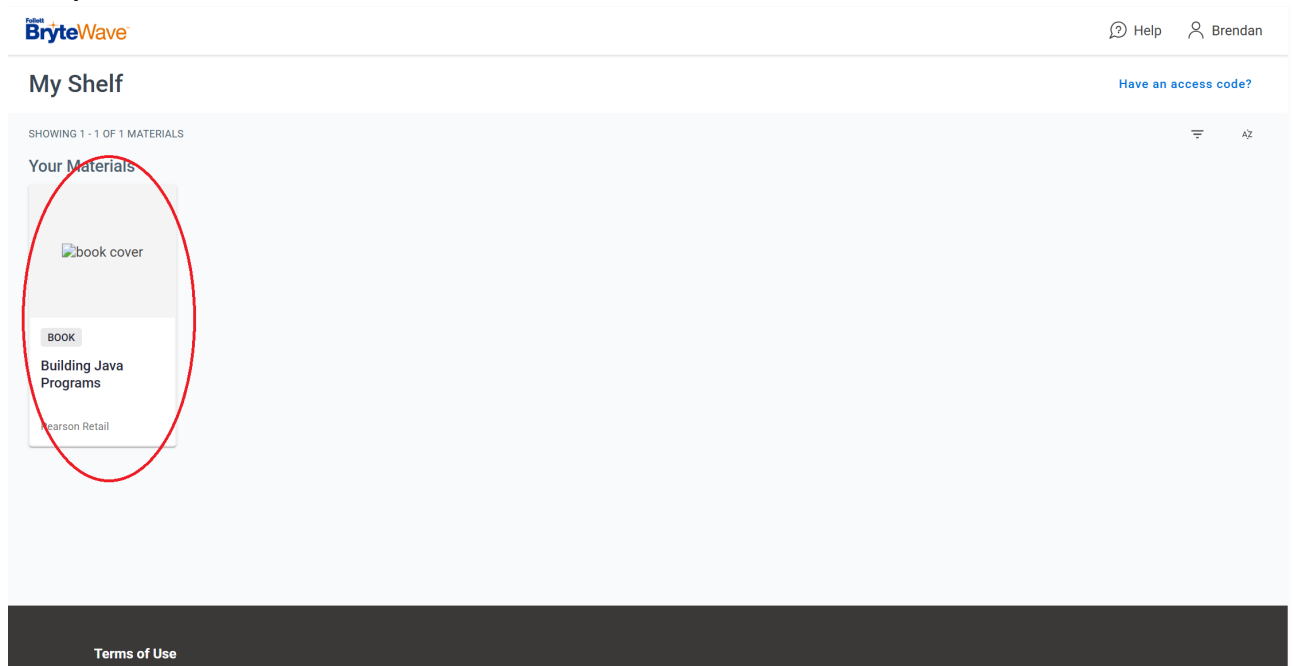 Follett
BryteWave
Help
Brendan
My Shelf
Have an access code?
SHOWING 1 - 1 OF 1 MATERIALS
AZ
Your Materials
book cover
BOOK
Building Java
Programs
Pearson Retail
Terms of Use